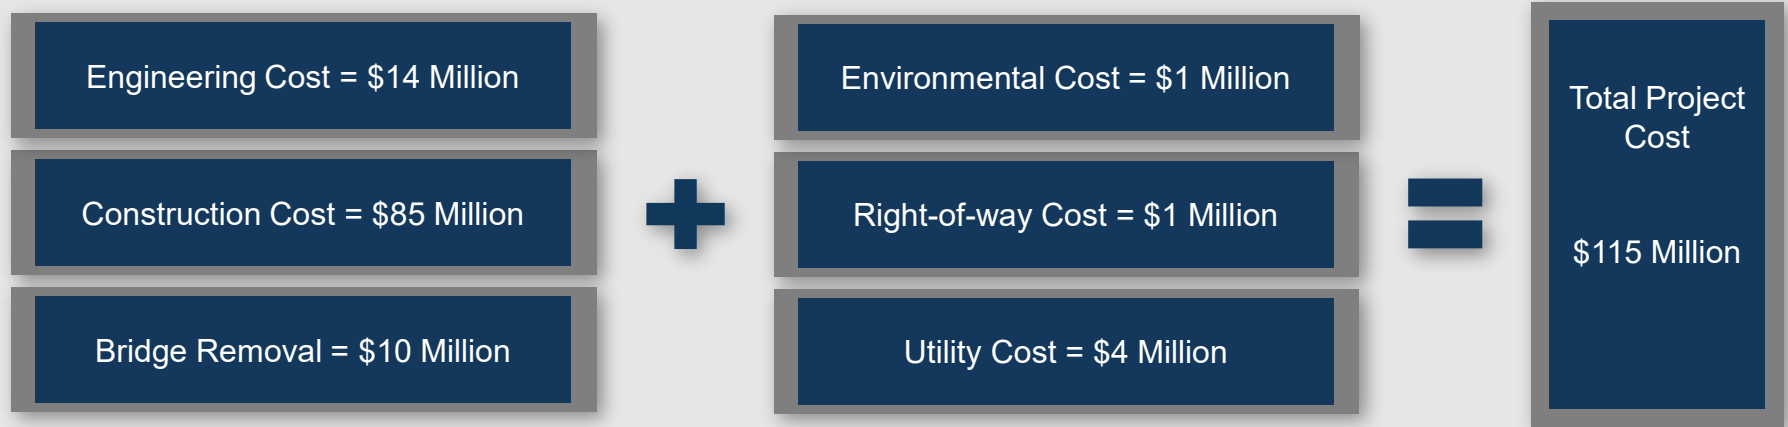 Engineering Cost = $14 Million
Construction Cost = $85 Million
Bridge Removal = $10 Million
Environmental Cost = $1 Million
Right-of-way Cost = $1 Million
Utility Cost = $4 Million
Total Project
Cost
$115 Million